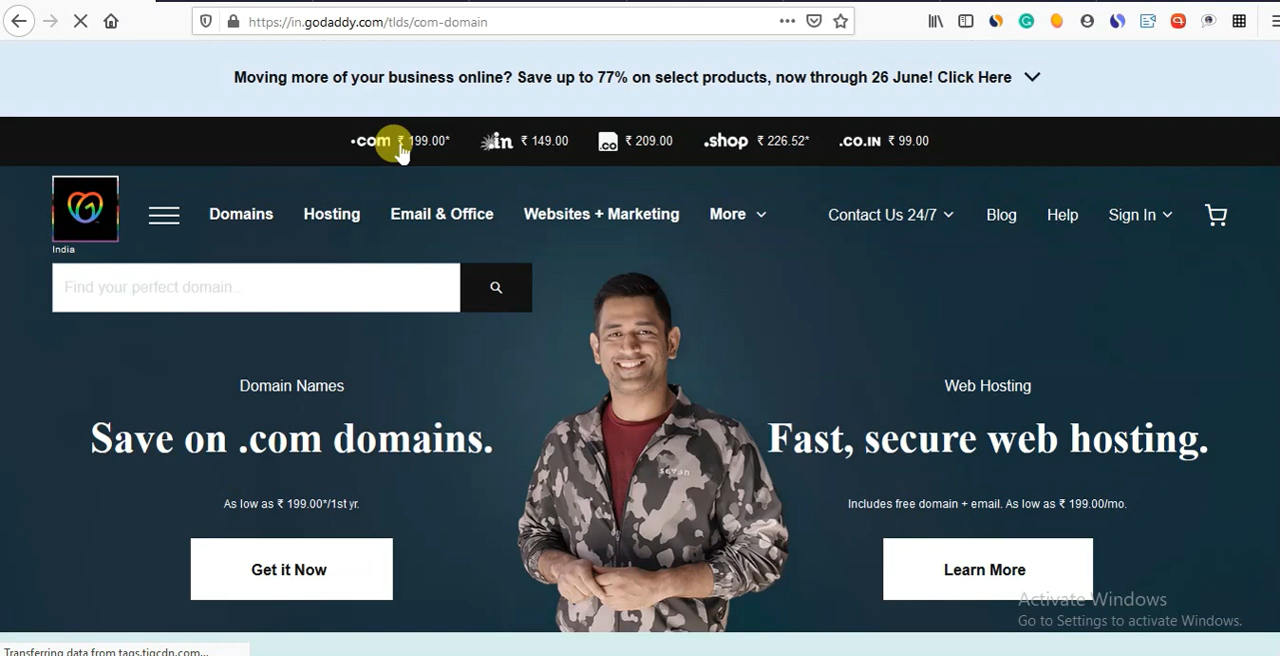 https://in.godaddy.com/tlds/com-domain
Moving more of your business online? Save up to 77% on select products, now through 26 June! Click Here
.com ₹ 199.00* in ₹ 149.00 .co ₹ 209.00 .shop ₹ 226.52* .CO.IN ₹ 99.00
Domains Hosting Email & Office Websites + Marketing More Contact Us 24/7 Blog Help Sign In
India
Find your perfect domain...
Domain Names
Save on .com domains.
As low as ₹ 199.00*/1st yr.
Get it Now
seven
Web Hosting
Fast, secure web hosting.
Includes free domain + email. As low as ₹ 199.00/mo.
Learn More
Activate Windows
Go to Settings to activate Windows.
Transferring data from tags.tiqcdn.com...